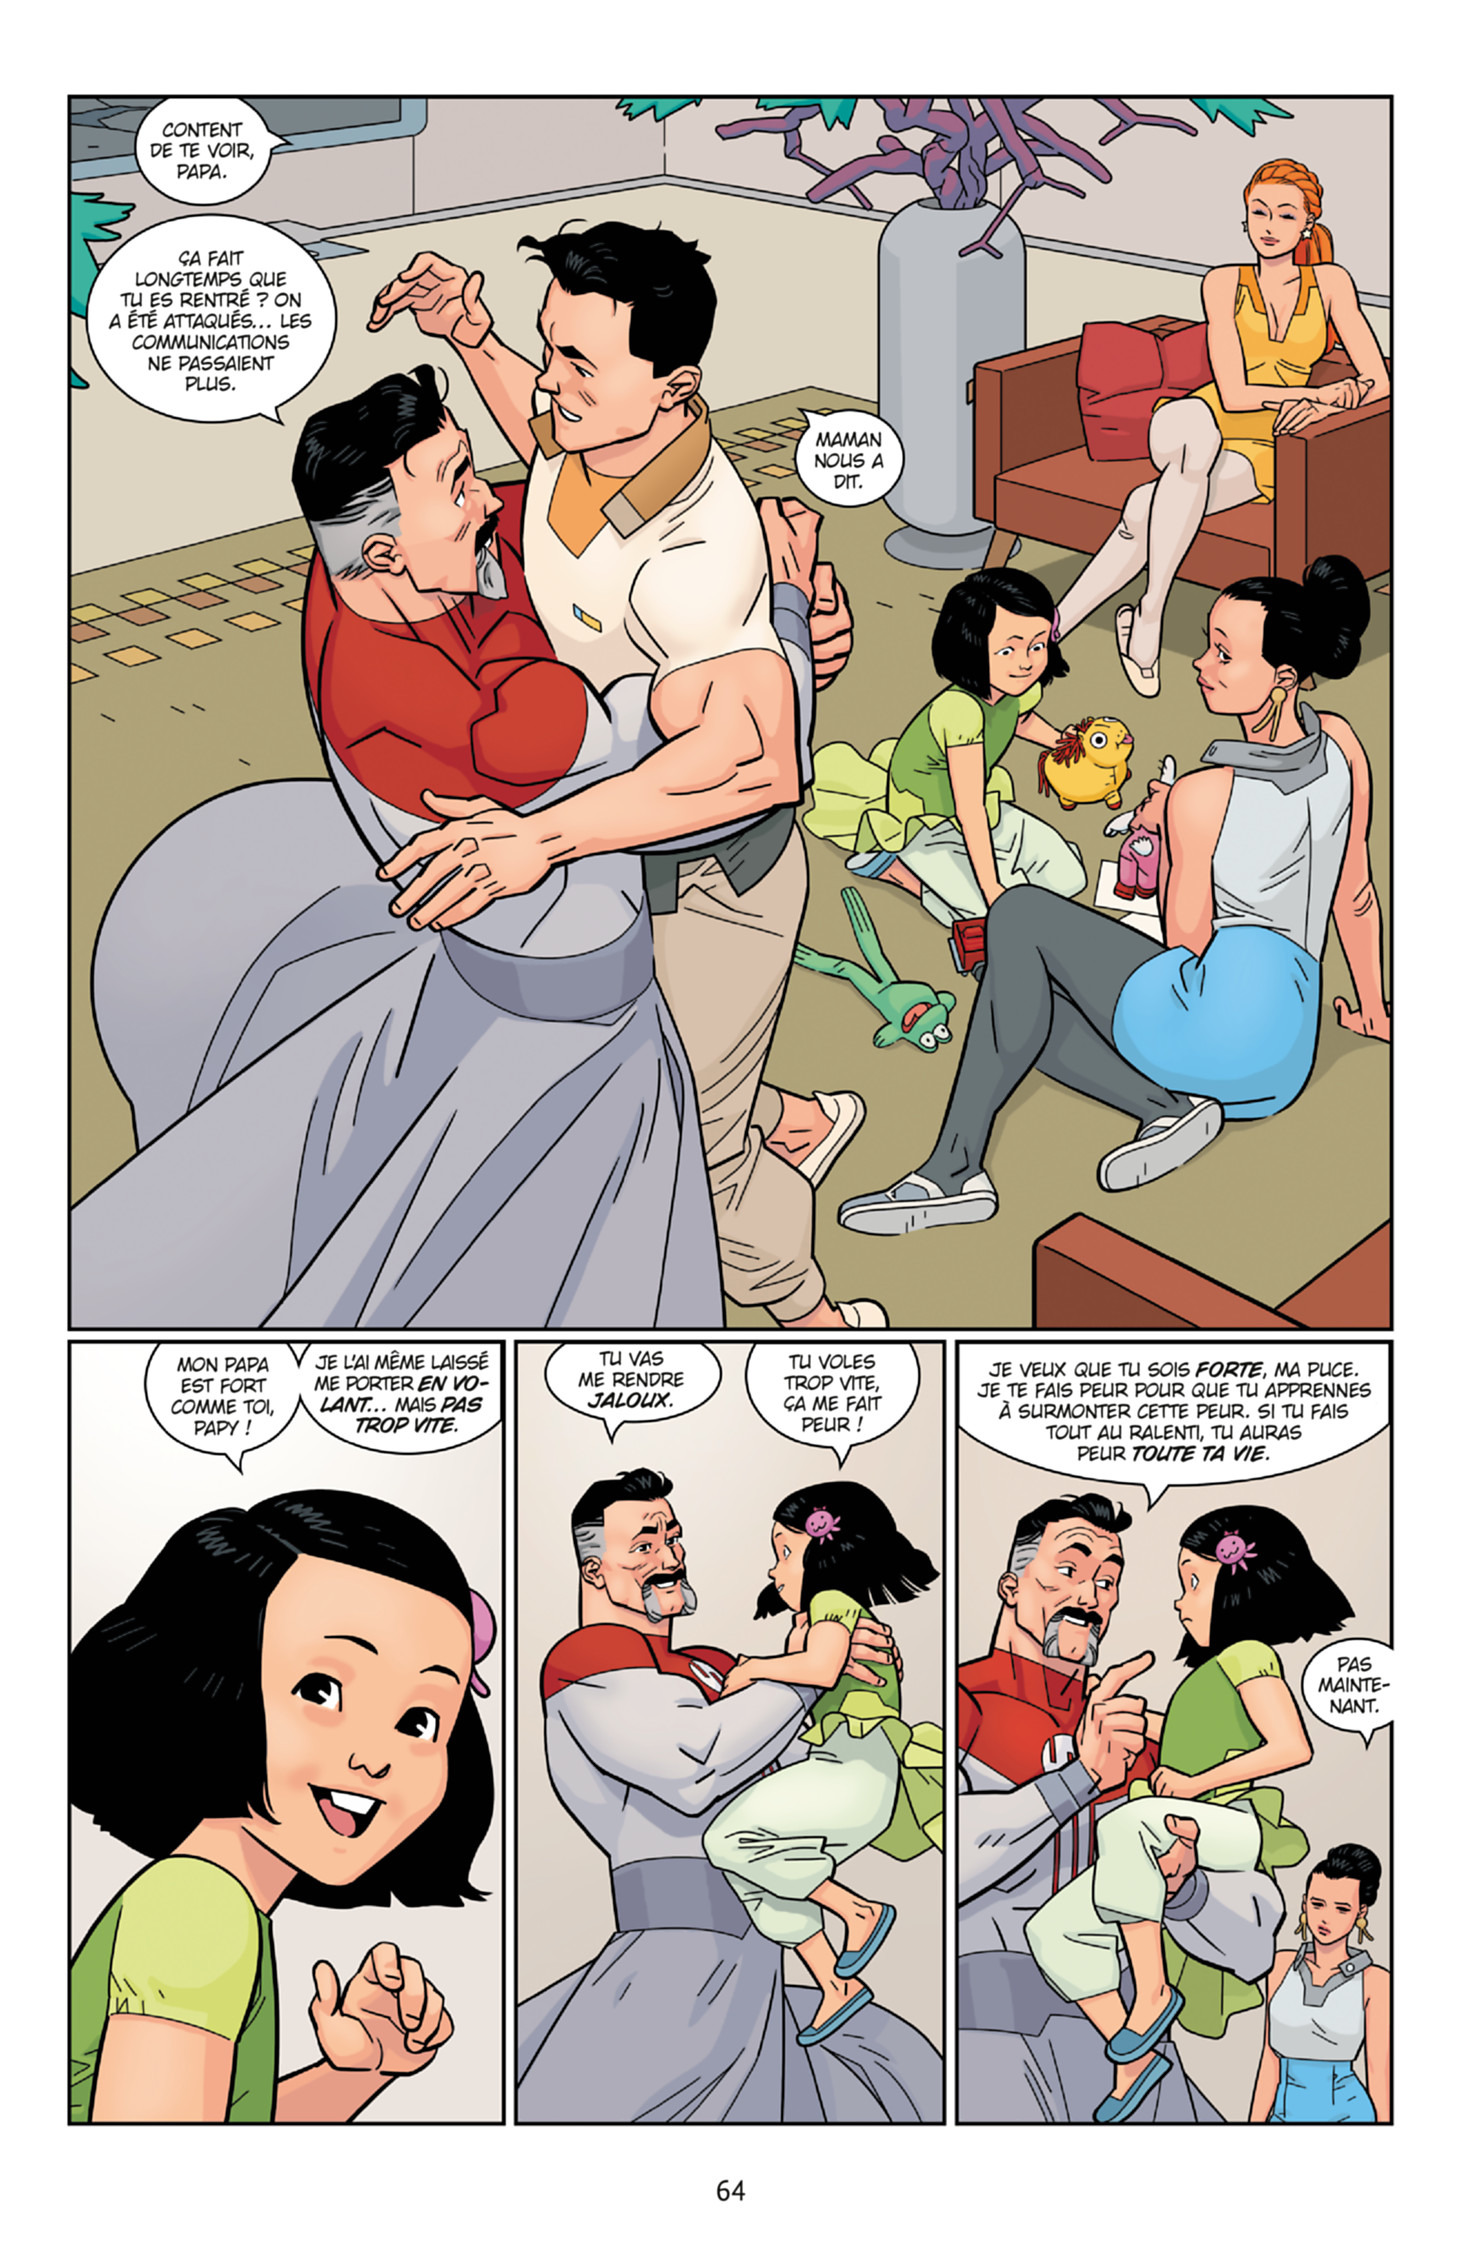 CONTENT
DE TE VOIR,
PAPA.
ÇA FAIT
LONGTEMPS QUE
TU ES RENTRÉ ? ON
A ÉTÉ ATTAQUÉS... LES
COMMUNICATIONS
NE PASSAIENT
PLUS.
MAMAN
NOUS A
DIT.
MON PAPA
EST FORT
COMME TOI,
PAPY !
JE L'AI MÊME LAISSÉ
ME PORTER EN VO-
LANT... MAIS PAS
TROP VITE.
TU VAS
ME RENDRE
JALOUX.
TU VOLES
TROP VITE,
ÇA ME FAIT
PEUR !
JE VEUX QUE TU SOIS FORTE, MA PUCE.
JE TE FAIS PEUR POUR QUE TU APPRENNES
À SURMONTER CETTE PEUR. SI TU FAIS
TOUT AU RALENTI, TU AURAS
PEUR TOUTE TA VIE.
PAS
MAINTE-
NANT.
64